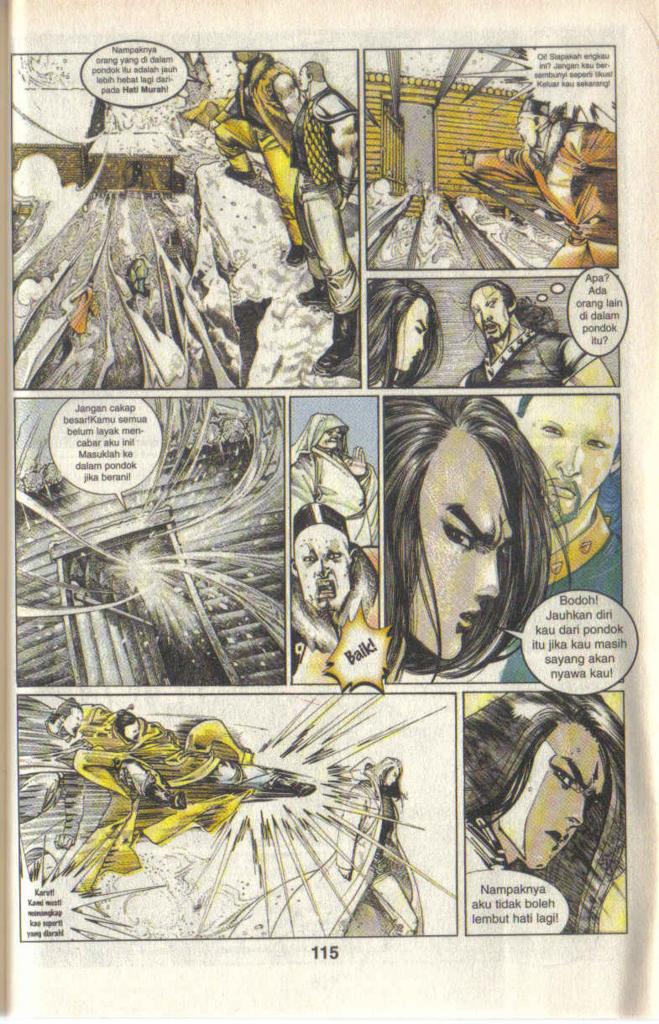 Nampaknya
orang yang di dalam
pondok itu adalah jauh
lebih hebat lagi dari-
pada Hati Murah!
Oi! Siapakah engkau
ini? Jangan kau ber-
sembunyi seperti tikus!
Keluar kau sekarang!
Apa?
Ada
orang lain
di dalam
pondok
itu?
Jangan cakap
besar!Kamu semua
belum layak men-
cabar aku ini!
Masuklah ke
dalam pondok
jika berani!
Baik!
Bodoh!
Jauhkan diri
kau dari pondok
itu jika kau masih
sayang akan
nyawa kau!
Karut!
Kami mesti
menangkap
kau seperti
yang diarah!
Nampaknya
aku tidak boleh
lembut hati lagi!
115